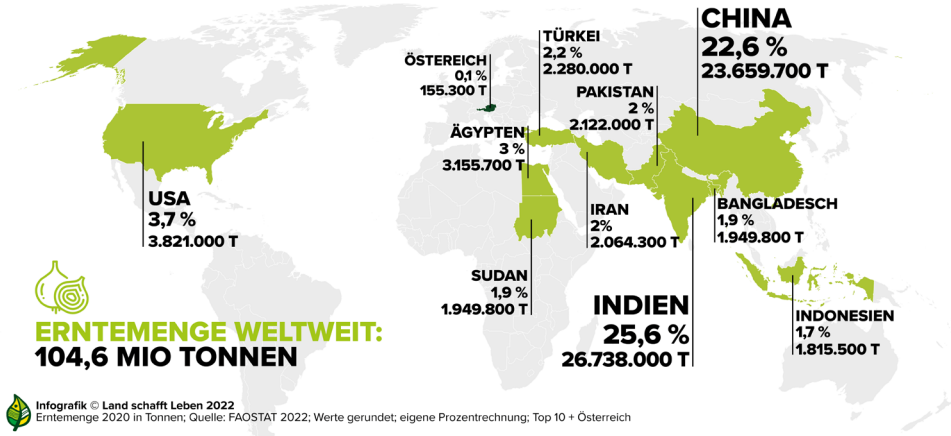 CHINA
22,6 %
23.659.700 T
TÜRKEI
2,2 %
2.280.000 T
ÖSTEREICH
0,1 %
155.300 T
PAKISTAN
2 %
2.122.000 T
ÄGYPTEN
3 %
3.155.700 T
USA
3,7 %
3.821.000 T
IRAN
2%
2.064.300 T
BANGLADESCH
1,9 %
1.949.800 T
SUDAN
1,9 %
1.949.800 T
INDIEN
25,6 %
26.738.000 T
INDONESIEN
1,7 %
1.815.500 T
ERNTEMENGE WELTWEIT:
104,6 MIO TONNEN
Infografik © Land schafft Leben 2022
Erntemenge 2020 in Tonnen; Quelle: FAOSTAT 2022; Werte gerundet; eigene Prozentrechnung; Top 10 + Österreich